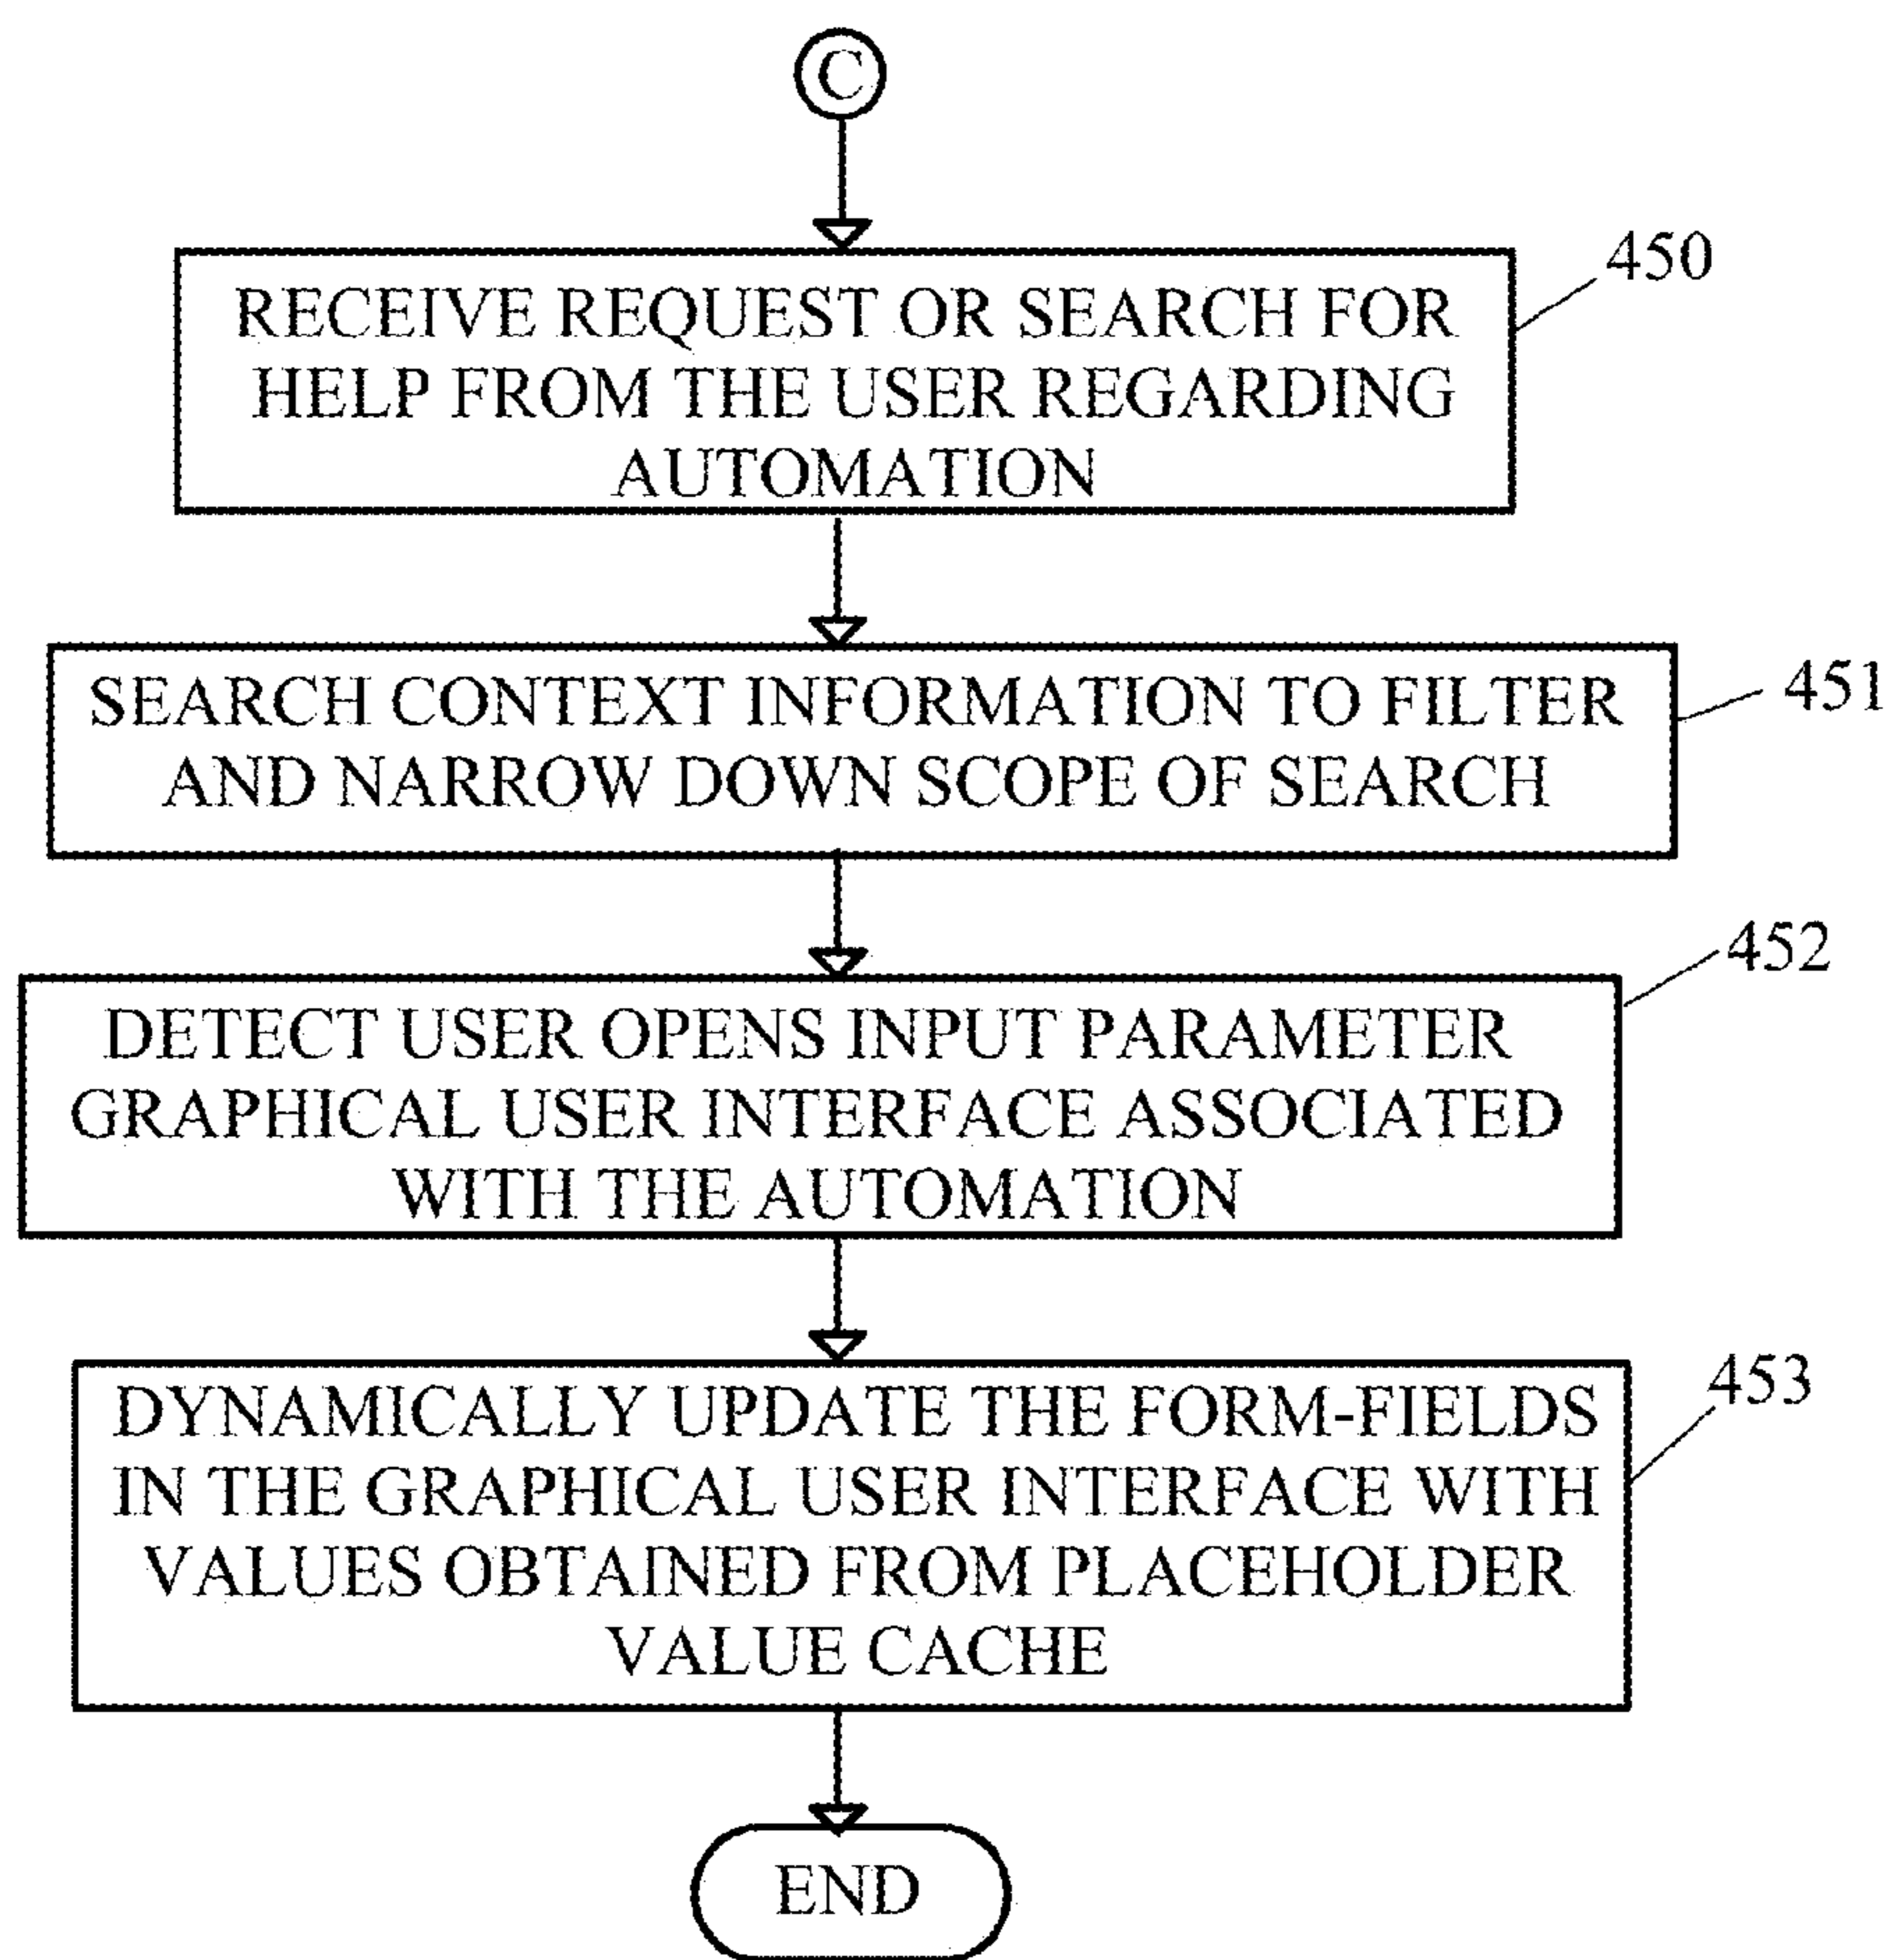 C
450
RECEIVE REQUEST OR SEARCH FOR
HELP FROM THE USER REGARDING
AUTOMATION
451
SEARCH CONTEXT INFORMATION TO FILTER
AND NARROW DOWN SCOPE OF SEARCH
452
DETECT USER OPENS INPUT PARAMETER
GRAPHICAL USER INTERFACE ASSOCIATED
WITH THE AUTOMATION
453
DYNAMICALLY UPDATE THE FORM-FIELDS
IN THE GRAPHICAL USER INTERFACE WITH
VALUES OBTAINED FROM PLACEHOLDER
VALUE CACHE
END